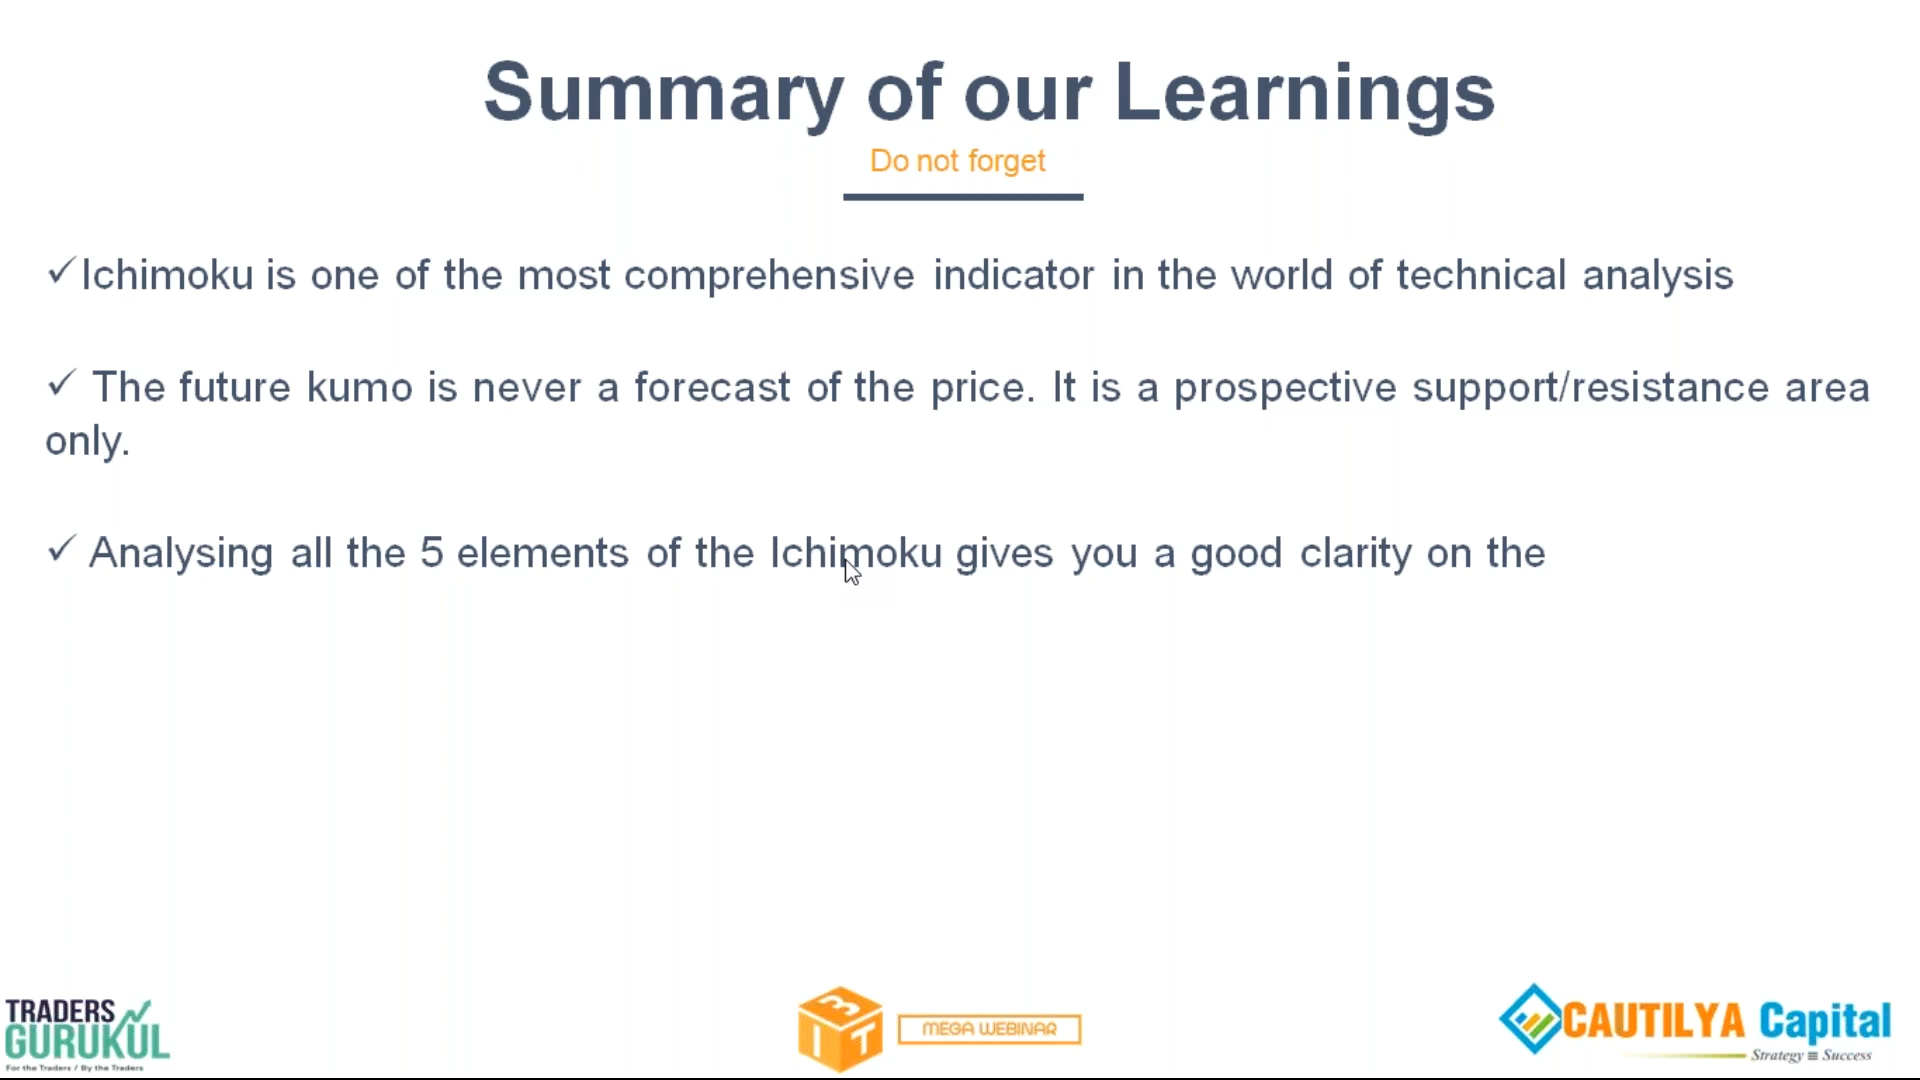 Summary of our Learnings
Do not forget
✓Ichimoku is one of the most comprehensive indicator in the world of technical analysis
✓ The future kumo is never a forecast of the price. It is a prospective support/resistance area
only.
✓ Analysing all the 5 elements of the Ichimoku gives you a good clarity on the
TRADERS
GURUKUL
For the Traders / By the Traders
3
I T
MEGA WEBINAR
CAUTILYA Capital
Strategy ≡ Success